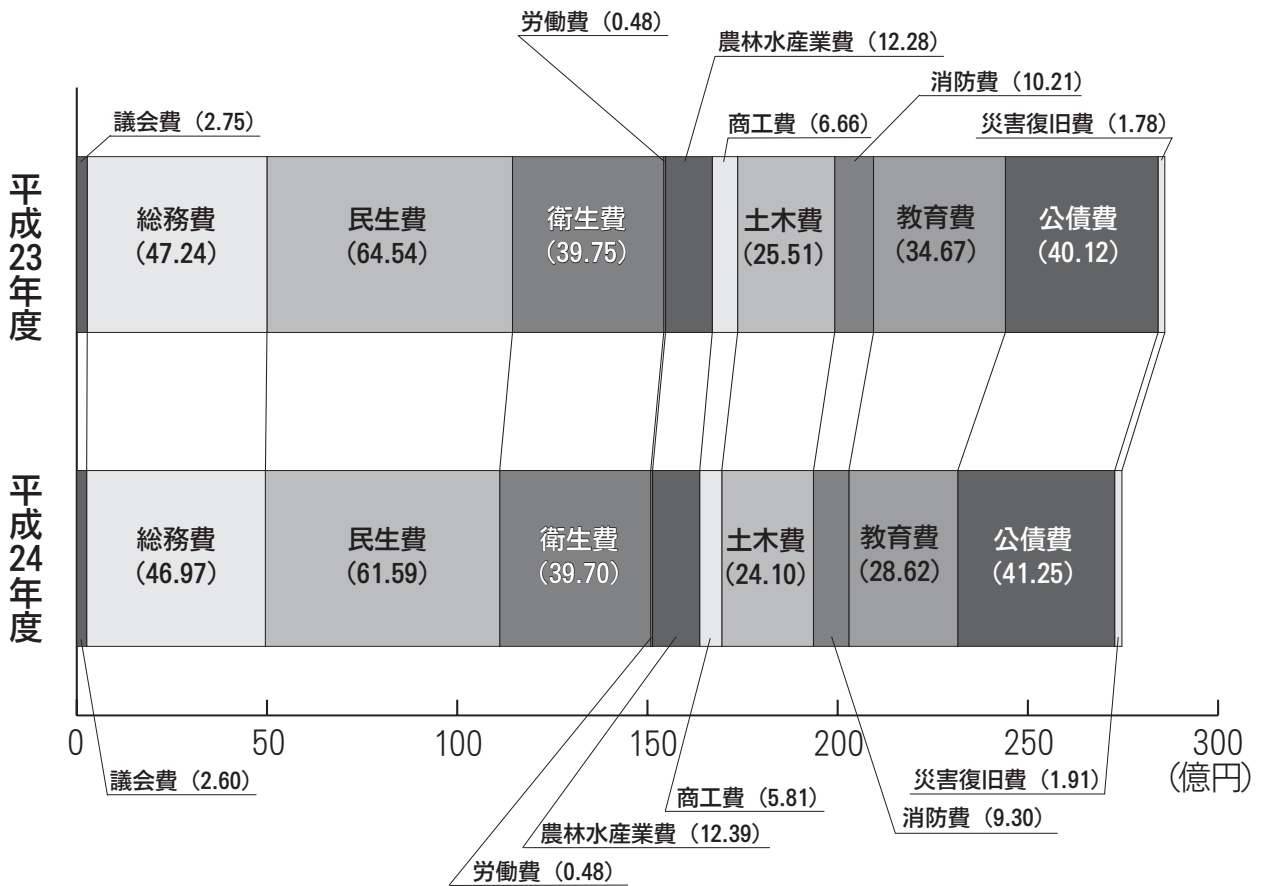 労働費（0.48）
農林水産業費（12.28）
消防費（10.21）
議会費（2.75）
商工費（6.66）
災害復旧費（1.78）
平成23年度
総務費
（47.24）
民生費
（64.54）
衛生費
（39.75）
土木費
（25.51）
教育費
（34.67）
公債費
（40.12）
平成24年度
総務費
（46.97）
民生費
（61.59）
衛生費
（39.70）
土木費
（24.10）
教育費
（28.62）
公債費
（41.25）
0 50 100 150 200 250 300
（億円）
議会費（2.60）
災害復旧費（1.91）
商工費（5.81）
消防費（9.30）
農林水産業費（12.39）
労働費（0.48）